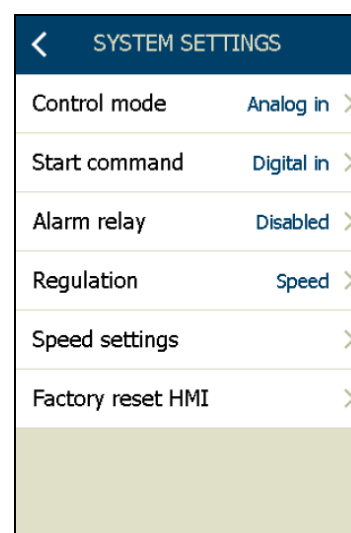 SYSTEM SETTINGS
Control mode Analog in
Start command Digital in
Alarm relay Disabled
Regulation Speed
Speed settings
Factory reset HMI